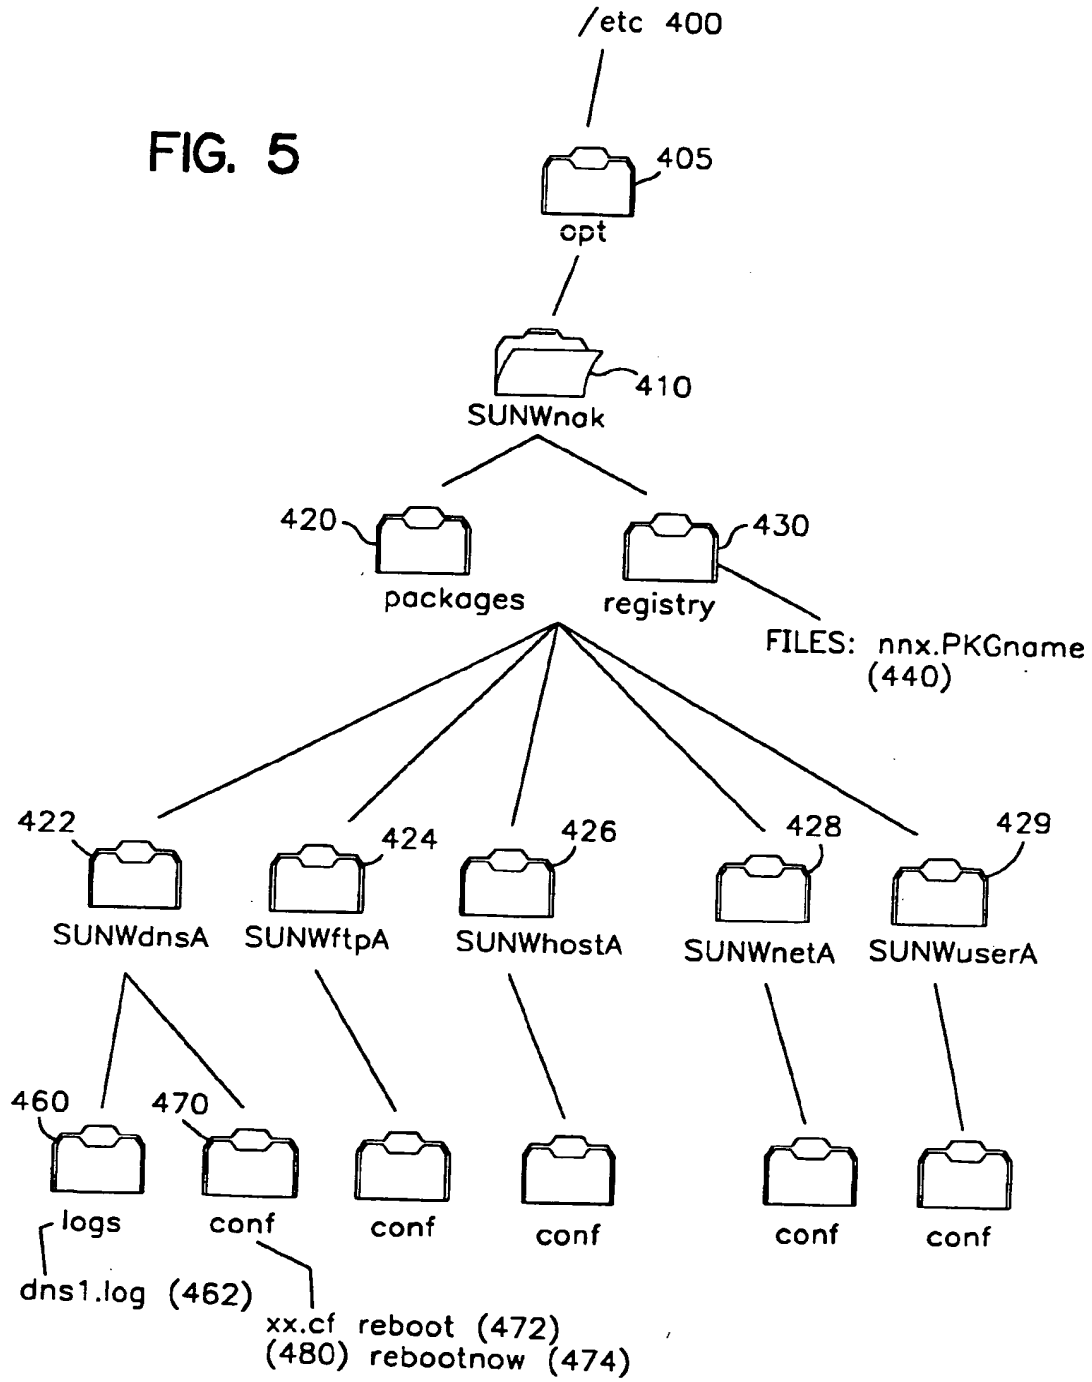 /etc 400
FIG. 5
405
opt
410
SUNWnak
420
430
packages
registry
FILES: nnx.PKGname
(440)
422
424
426
428
429
SUNWdnsA
SUNWftpA
SUNWhostA
SUNWnetA
SUNWuserA
460
470
logs
conf
conf
conf
conf
conf
dns1.log (462)
xx.cf reboot (472)
(480) rebootnow (474)